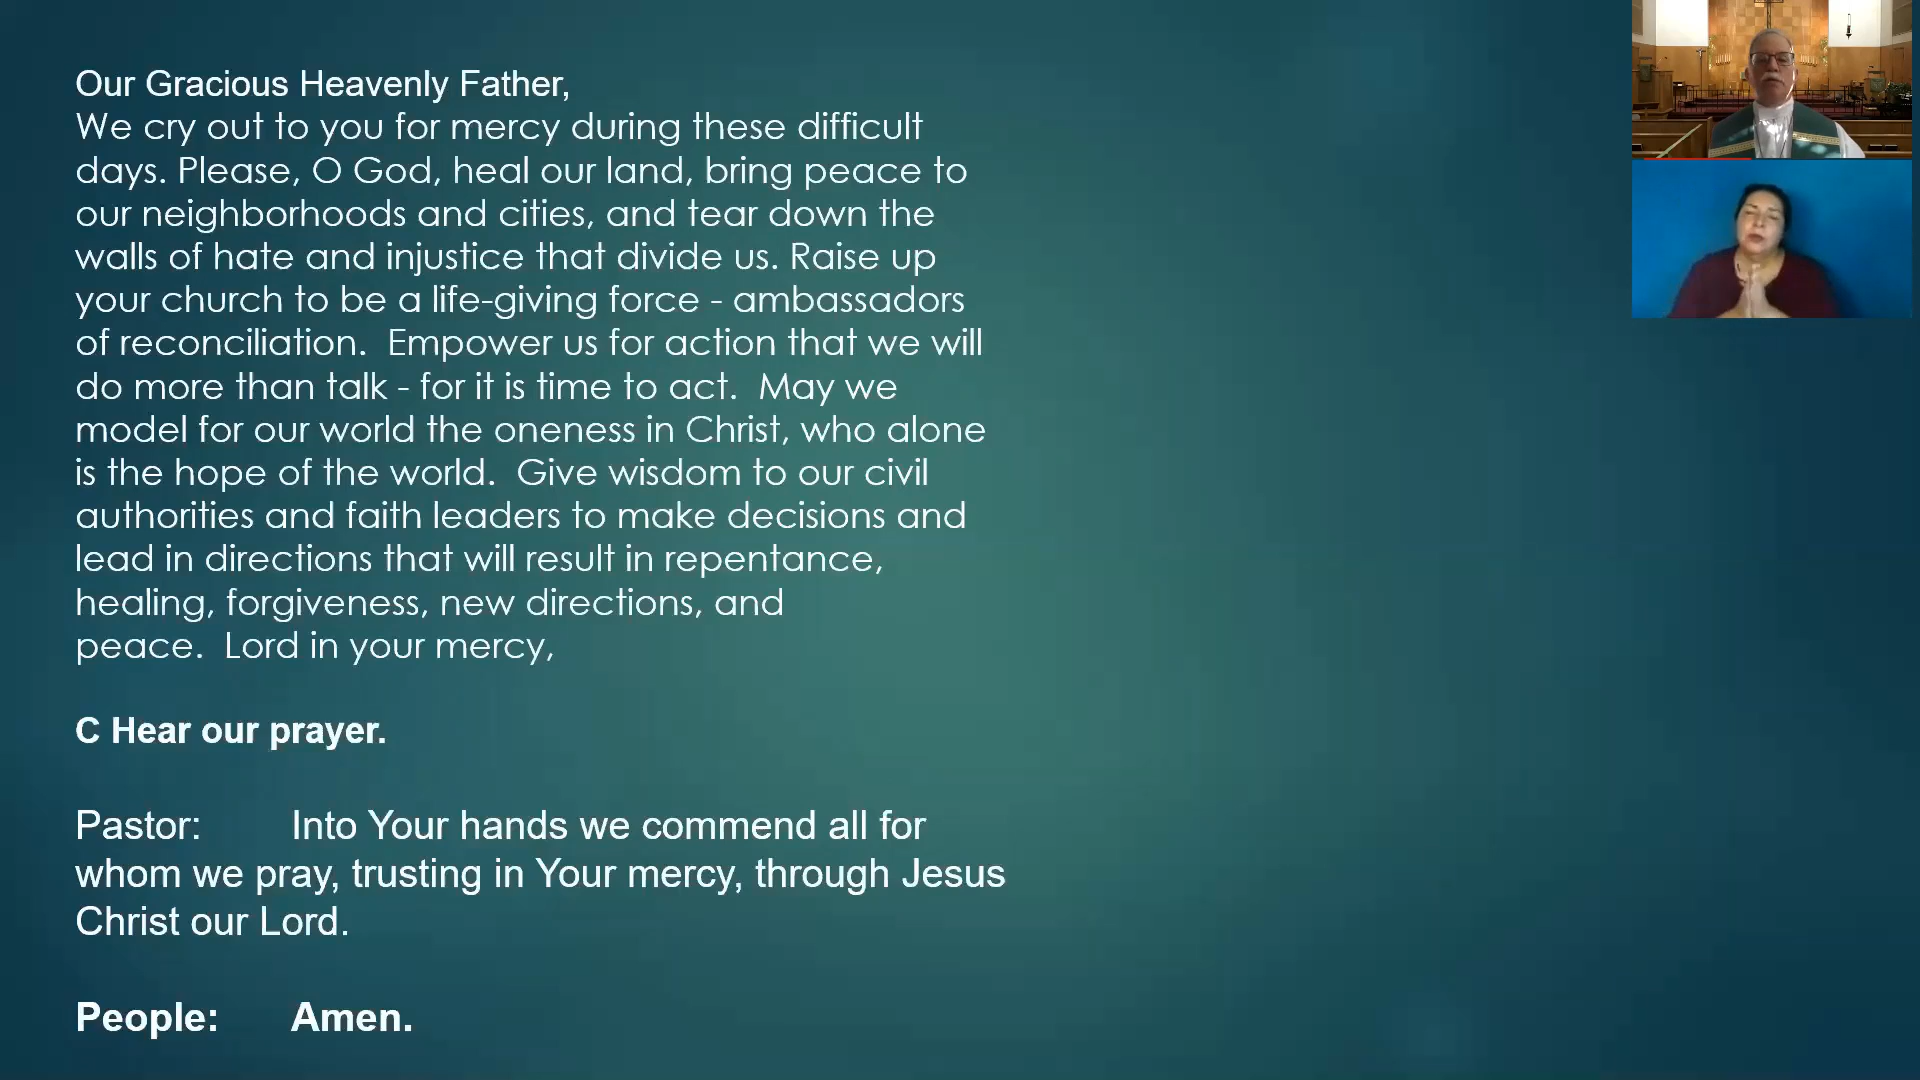 Our Gracious Heavenly Father,
We cry out to you for mercy during these difficult
days. Please, O God, heal our land, bring peace to
our neighborhoods and cities, and tear down the
walls of hate and injustice that divide us. Raise up
your church to be a life-giving force - ambassadors
of reconciliation.  Empower us for action that we will
do more than talk - for it is time to act.  May we
model for our world the oneness in Christ, who alone
is the hope of the world.  Give wisdom to our civil
authorities and faith leaders to make decisions and
lead in directions that will result in repentance,
healing, forgiveness, new directions, and
peace.  Lord in your mercy,
C Hear our prayer.
Pastor: Into Your hands we commend all for
whom we pray, trusting in Your mercy, through Jesus
Christ our Lord.
People: Amen.